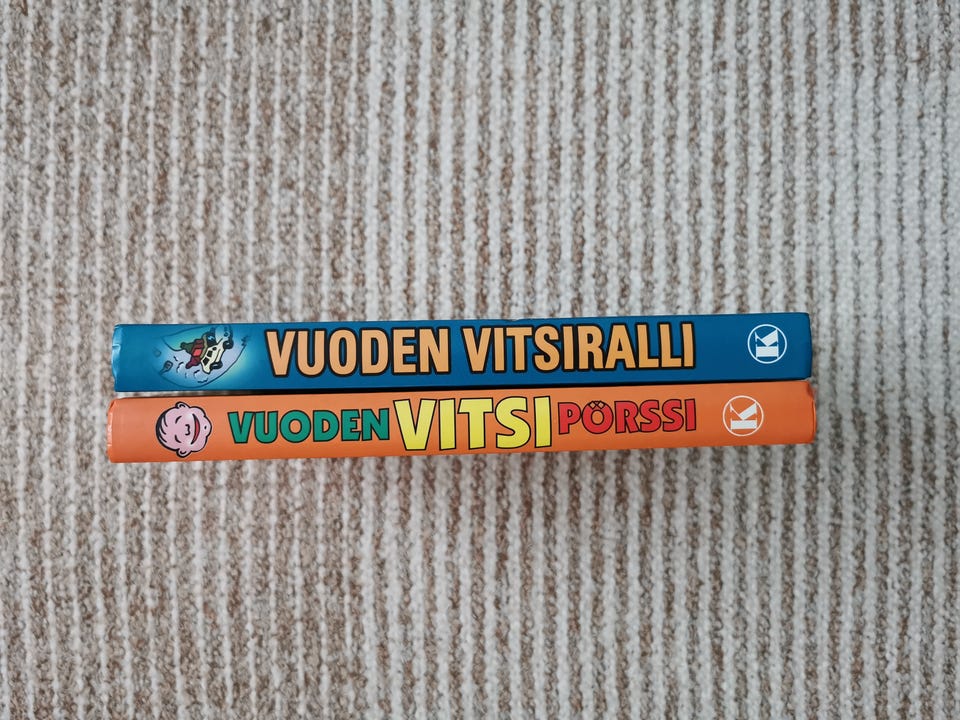 VUODEN VITSIRALLI K
VUODEN VITSI PÖRSSI K